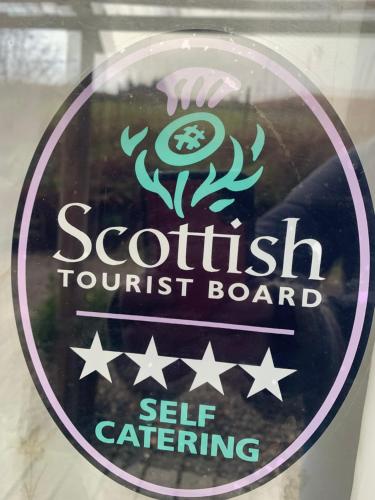 Scottish
TOURIST BOARD
SELF
CATERING